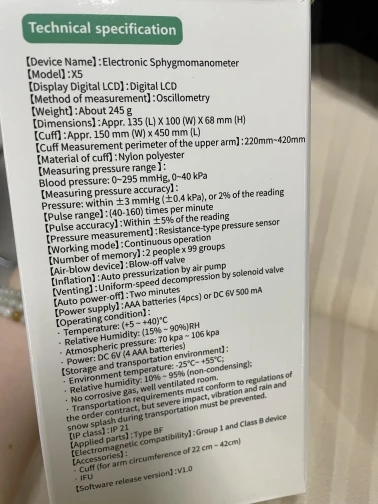 Technical specification
【Device Name】: Electronic Sphygmomanometer
【Model】: X5
【Display Digital LCD】: Digital LCD
【Method of measurement】: Oscillometry
【Weight】: About 245 g
【Dimensions】: Appr. 135 (L) X 100 (W) X 68 mm (H)
【Cuff】: Appr. 150 mm (W) x 450 mm (L)
【Cuff Measurement perimeter of the upper arm】: 220mm~420mm
【Material of cuff】: Nylon polyester
【Measuring pressure range】:
Blood pressure: 0~295 mmHg, 0~40 kPa
【Measuring pressure accuracy】:
Pressure: within ±3 mmHg (±0.4 kPa), or 2% of the reading
【Pulse range】: (40-160) times per minute
【Pulse accuracy】: Within ±5% of the reading
【Pressure measurement】: Resistance-type pressure sensor
【Working mode】: Continuous operation
【Number of memory】: 2 people x 99 groups
【Air-blow device】: Blow-off valve
【Inflation】: Auto pressurization by air pump
【Venting】: Uniform-speed decompression by solenoid valve
【Auto power-off】: Two minutes
【Power supply】: AAA batteries (4pcs) or DC 6V 500 mA
【Operating condition】:
· Temperature: (+5 ~ +40)°C
· Relative Humidity: (15% ~ 90%)RH
· Atmospheric pressure: 70 kpa ~ 106 kpa
· Power: DC 6V (4 AAA batteries)
【Storage and transportation environment】:
· Environment temperature: -25°C~ +55°C;
· Relative humidity: 10% ~ 95% (non-condensing);
· No corrosive gas, well ventilated room.
· Transportation requirements must conform to regulations of
the order contract, but severe impact, vibration and rain and
snow splash during transportation must be prevented.
【IP class】: IP 21
【Applied parts】: Type BF
【Electromagnetic compatibility】: Group 1 and Class B device
【Accessories】:
· Cuff (for arm circumference of 22 cm ~ 42cm)
· IFU
【Software release version】: V1.0